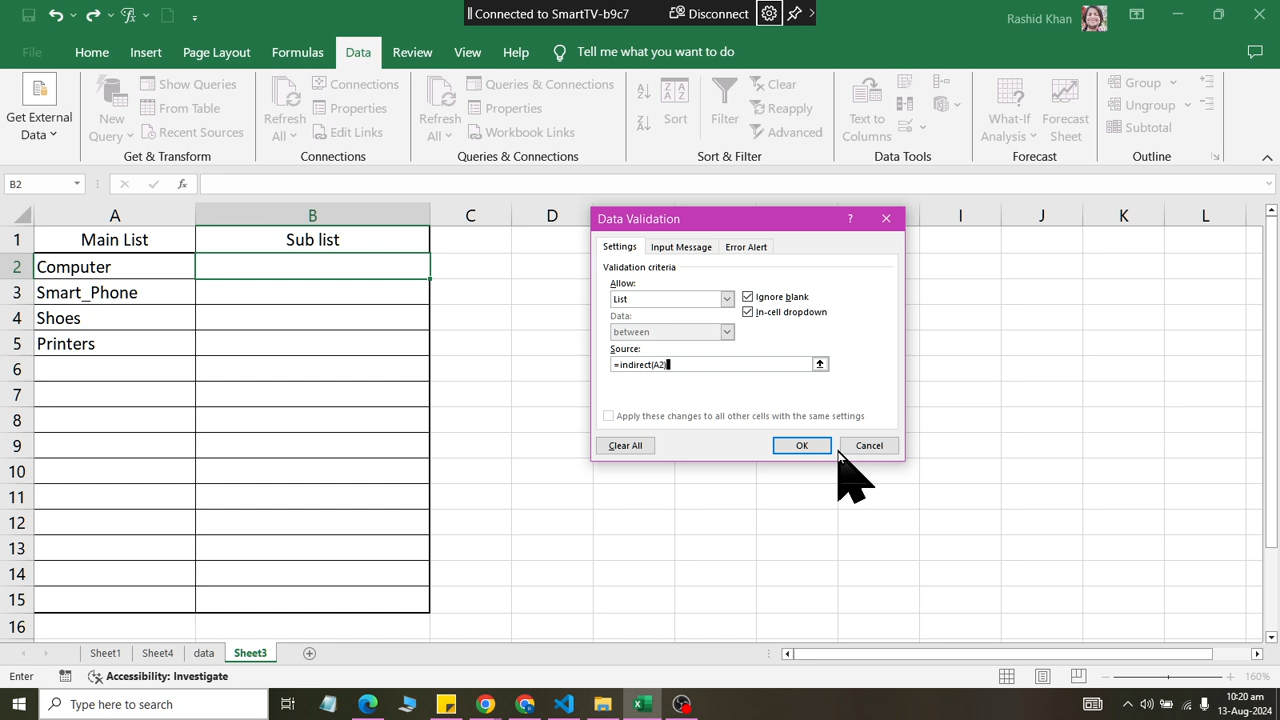 Connected to SmartTV-b9c7 Disconnect
Rashid Khan
File Home Insert Page Layout Formulas Data Review View Help Tell me what you want to do
Get External Data
New Query
Show Queries
From Table
Recent Sources
Get & Transform
Refresh All
Connections
Properties
Edit Links
Connections
Refresh All
Queries & Connections
Properties
Workbook Links
Queries & Connections
Sort
Filter
Clear
Reapply
Advanced
Sort & Filter
Text to Columns
Data Tools
What-If Analysis
Forecast Sheet
Forecast
Group
Ungroup
Subtotal
Outline
B2 fx
A B C D I J K L
1 Main List Sub list
2 Computer
3 Smart_Phone
4 Shoes
5 Printers
6
7
8
9
10
11
12
13
14
15
16
Data Validation ?
Settings Input Message Error Alert
Validation criteria
Allow:
List
Ignore blank
In-cell dropdown
Data:
between
Source:
=indirect(A2)
Apply these changes to all other cells with the same settings
Clear All OK Cancel
Sheet1 Sheet4 data Sheet3
Enter Accessibility: Investigate 160%
Type here to search
10:20 am
13-Aug-2024